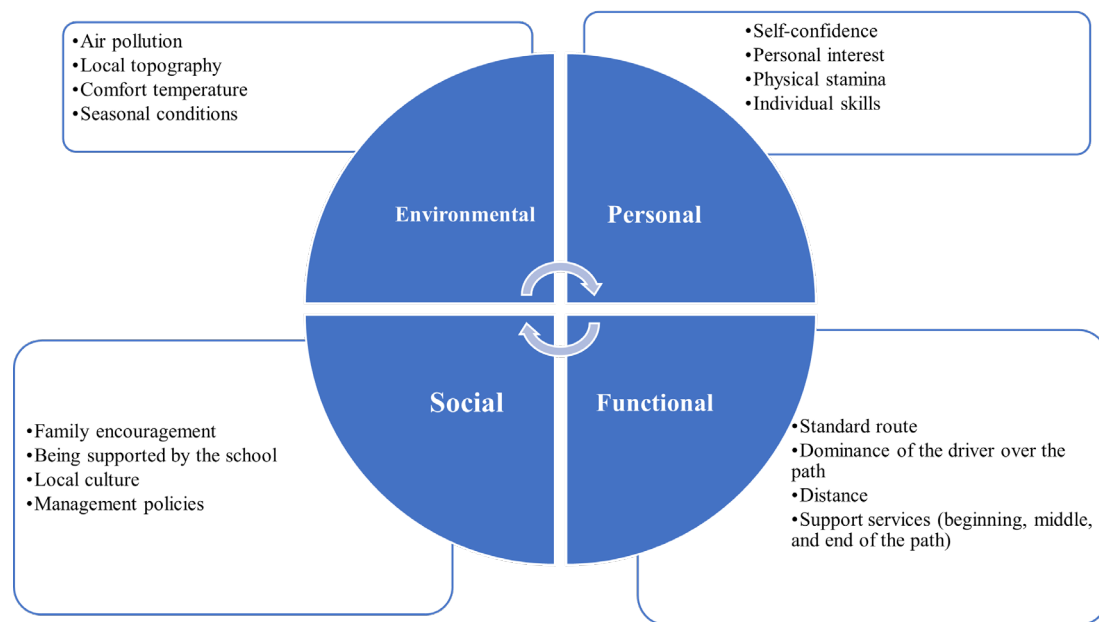 •Air pollution
•Local topography
•Comfort temperature
•Seasonal conditions
•Self-confidence
•Personal interest
•Physical stamina
•Individual skills
Environmental
Personal
Social
Functional
•Family encouragement
•Being supported by the school
•Local culture
•Management policies
•Standard route
•Dominance of the driver over the
path
•Distance
•Support services (beginning, middle,
and end of the path)